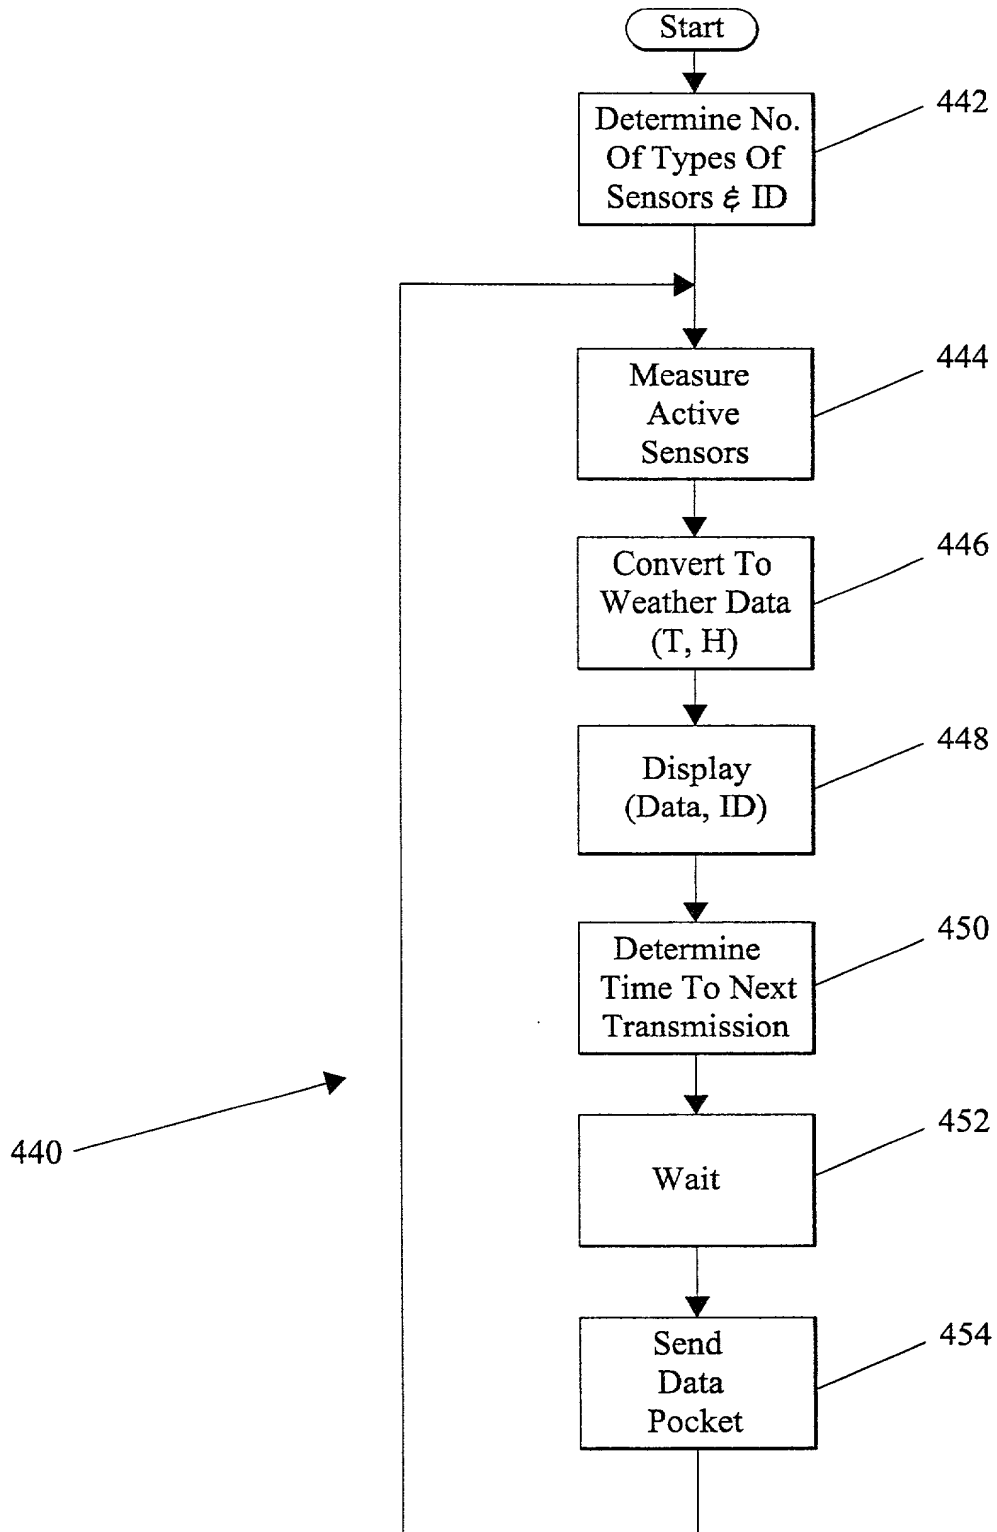 Start
442
Determine No.
Of Types Of
Sensors & ID
444
Measure
Active
Sensors
446
Convert To
Weather Data
(T, H)
448
Display
(Data, ID)
450
Determine
Time To Next
Transmission
440
452
Wait
454
Send
Data
Pocket